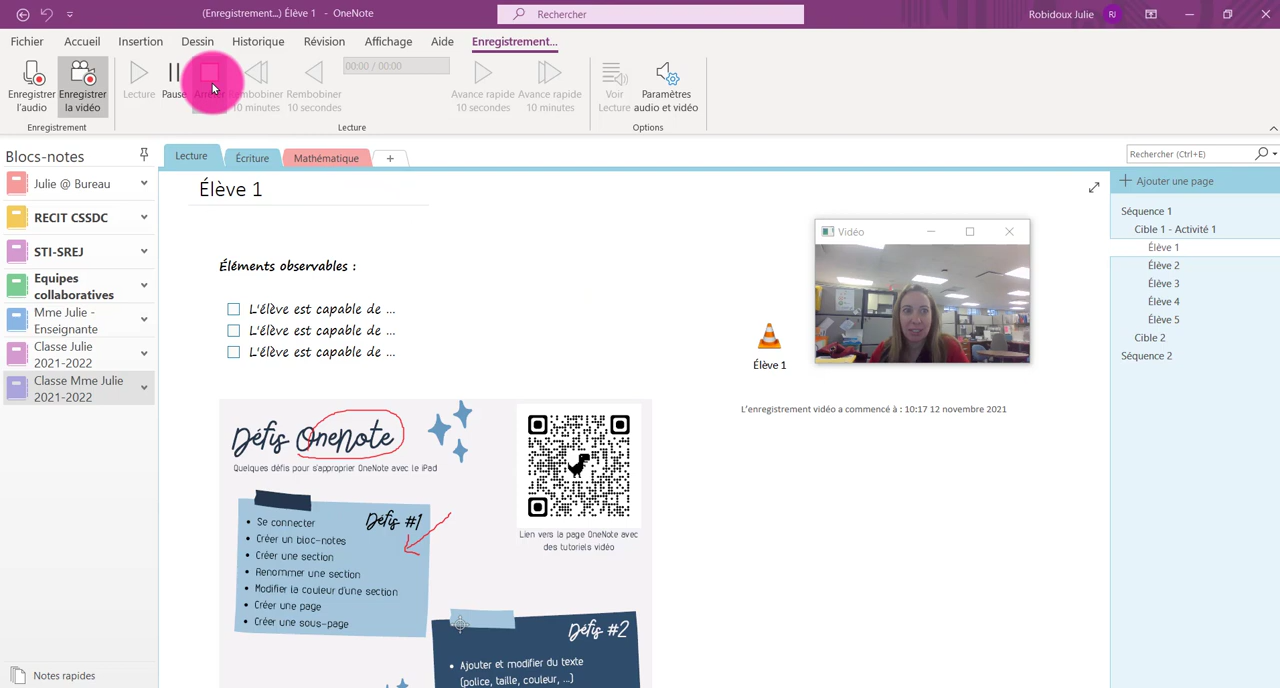 (Enregistrement...) Élève 1 - OneNote
Rechercher
Robidoux Julie
RJ
Fichier
Accueil
Insertion
Dessin
Historique
Révision
Affichage
Aide
Enregistrement...
Enregistrer l'audio
Enregistrer la vidéo
Lecture
Pause
Rembobiner 10 minutes
Rembobiner 10 secondes
00:00 / 00:00
Avance rapide 10 secondes
Avance rapide 10 minutes
Voir Lecture
Paramètres audio et vidéo
Enregistrement
Lecture
Options
Blocs-notes
Julie @ Bureau
RECIT CSSDC
STI-SREJ
Equipes
collaboratives
Mme Julie -
Enseignante
Classe Julie
2021-2022
Classe Mme Julie
2021-2022
Notes rapides
Lecture
Écriture
Mathématique
+
Rechercher (Ctrl+E)
Élève 1
Éléments observables :
L'élève est capable de ...
L'élève est capable de ...
L'élève est capable de ...
Vidéo
Élève 1
L'enregistrement vidéo a commencé à : 10:17 12 novembre 2021
Défis OneNote
Quelques défis pour s'approprier OneNote avec le iPad
Lien vers la page OneNote avec
des tutoriels vidéo
Défis #1
• Se connecter
• Créer un bloc-notes
• Créer une section
• Renommer une section
• Modifier la couleur d'une section
• Créer une page
• Créer une sous-page
Défis #2
• Ajouter et modifier du texte
(police, taille, couleur, ...)
Ajouter une page
Séquence 1
Cible 1 - Activité 1
Élève 1
Élève 2
Élève 3
Élève 4
Élève 5
Cible 2
Séquence 2